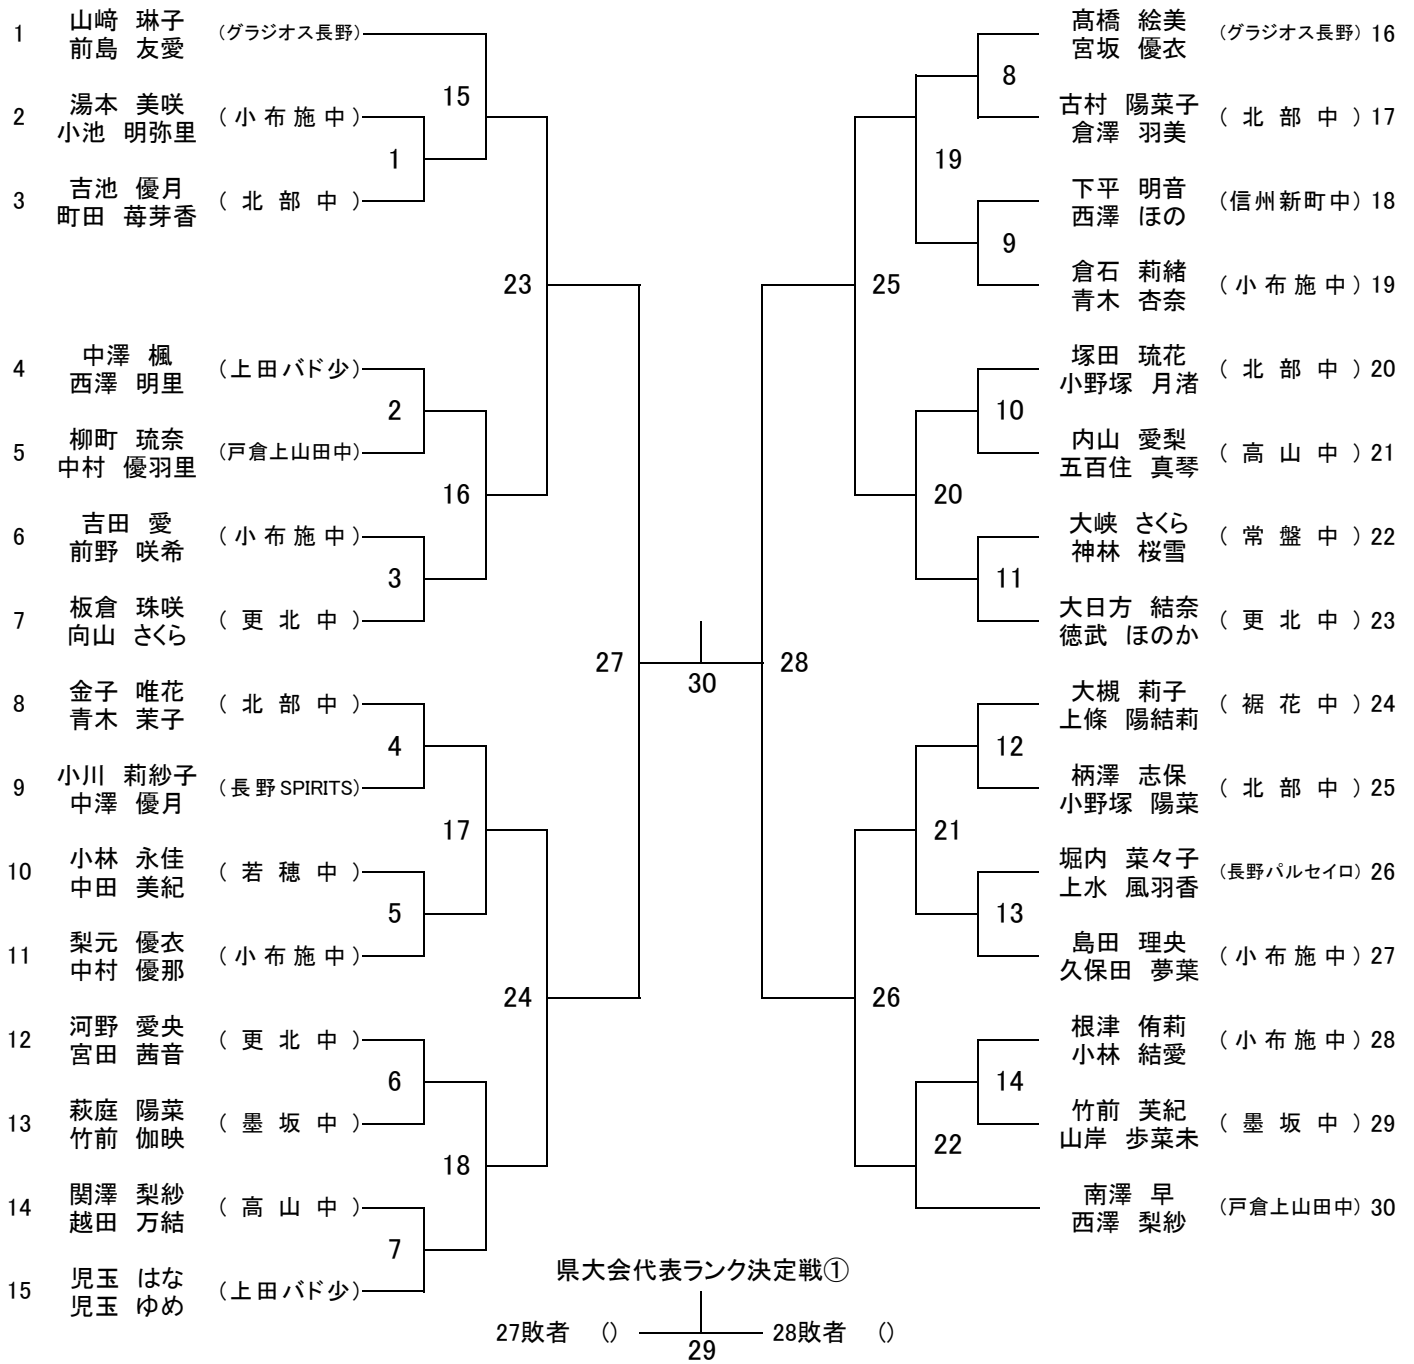 1 山﨑 琳子 (グラジオス長野)
前島 友愛
2 湯本 美咲 (小布施中)
小池 明弥里
3 吉池 優月 (北部中)
町田 苺芽香
4 中澤 楓 (上田バド少)
西澤 明里
5 柳町 琉奈 (戸倉上山田中)
中村 優羽里
6 吉田 愛 (小布施中)
前野 咲希
7 板倉 珠咲 (更北中)
向山 さくら
8 金子 唯花 (北部中)
青木 茉子
9 小川 莉紗子 (長野SPIRITS)
中澤 優月
10 小林 永佳 (若穂中)
中田 美紀
11 梨元 優衣 (小布施中)
中村 優那
12 河野 愛央 (更北中)
宮田 茜音
13 萩庭 陽菜 (墨坂中)
竹前 伽映
14 関澤 梨紗 (高山中)
越田 万結
15 児玉 はな (上田バド少)
児玉 ゆめ
15
1
23
2
16
3
27
4
17
5
24
6
18
7
30
8
19
9
25
10
20
11
28
12
21
13
26
14
22
髙橋 絵美 (グラジオス長野) 16
宮坂 優衣
古村 陽菜子 (北部中) 17
倉澤 羽美
下平 明音 (信州新町中) 18
西澤 ほの
倉石 莉緒 (小布施中) 19
青木 杏奈
塚田 琉花 (北部中) 20
小野塚 月渚
内山 愛梨 (高山中) 21
五百住 真琴
大峡 さくら (常盤中) 22
神林 桜雪
大日方 結奈 (更北中) 23
徳武 ほのか
大槻 莉子 (裾花中) 24
上條 陽結莉
柄澤 志保 (北部中) 25
小野塚 陽菜
堀内 菜々子 (長野パルセイロ) 26
上水 風羽香
島田 理央 (小布施中) 27
久保田 夢葉
根津 侑莉 (小布施中) 28
小林 結愛
竹前 芙紀 (墨坂中) 29
山岸 歩菜未
南澤 早 (戸倉上山田中) 30
西澤 梨紗
県大会代表ランク決定戦①
27敗者 () 28敗者 ()
29